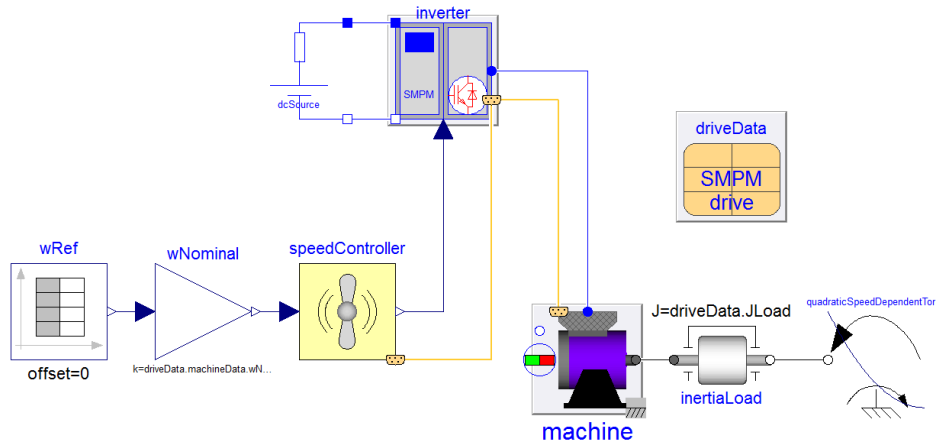 inverter
SMPM
dcSource
driveData
SMPM
drive
wRef
wNominal
speedController
offset=0
k=driveData.machineData.wN...
J=driveData.JLoad
quadraticSpeedDependentTor
inertiaLoad
machine